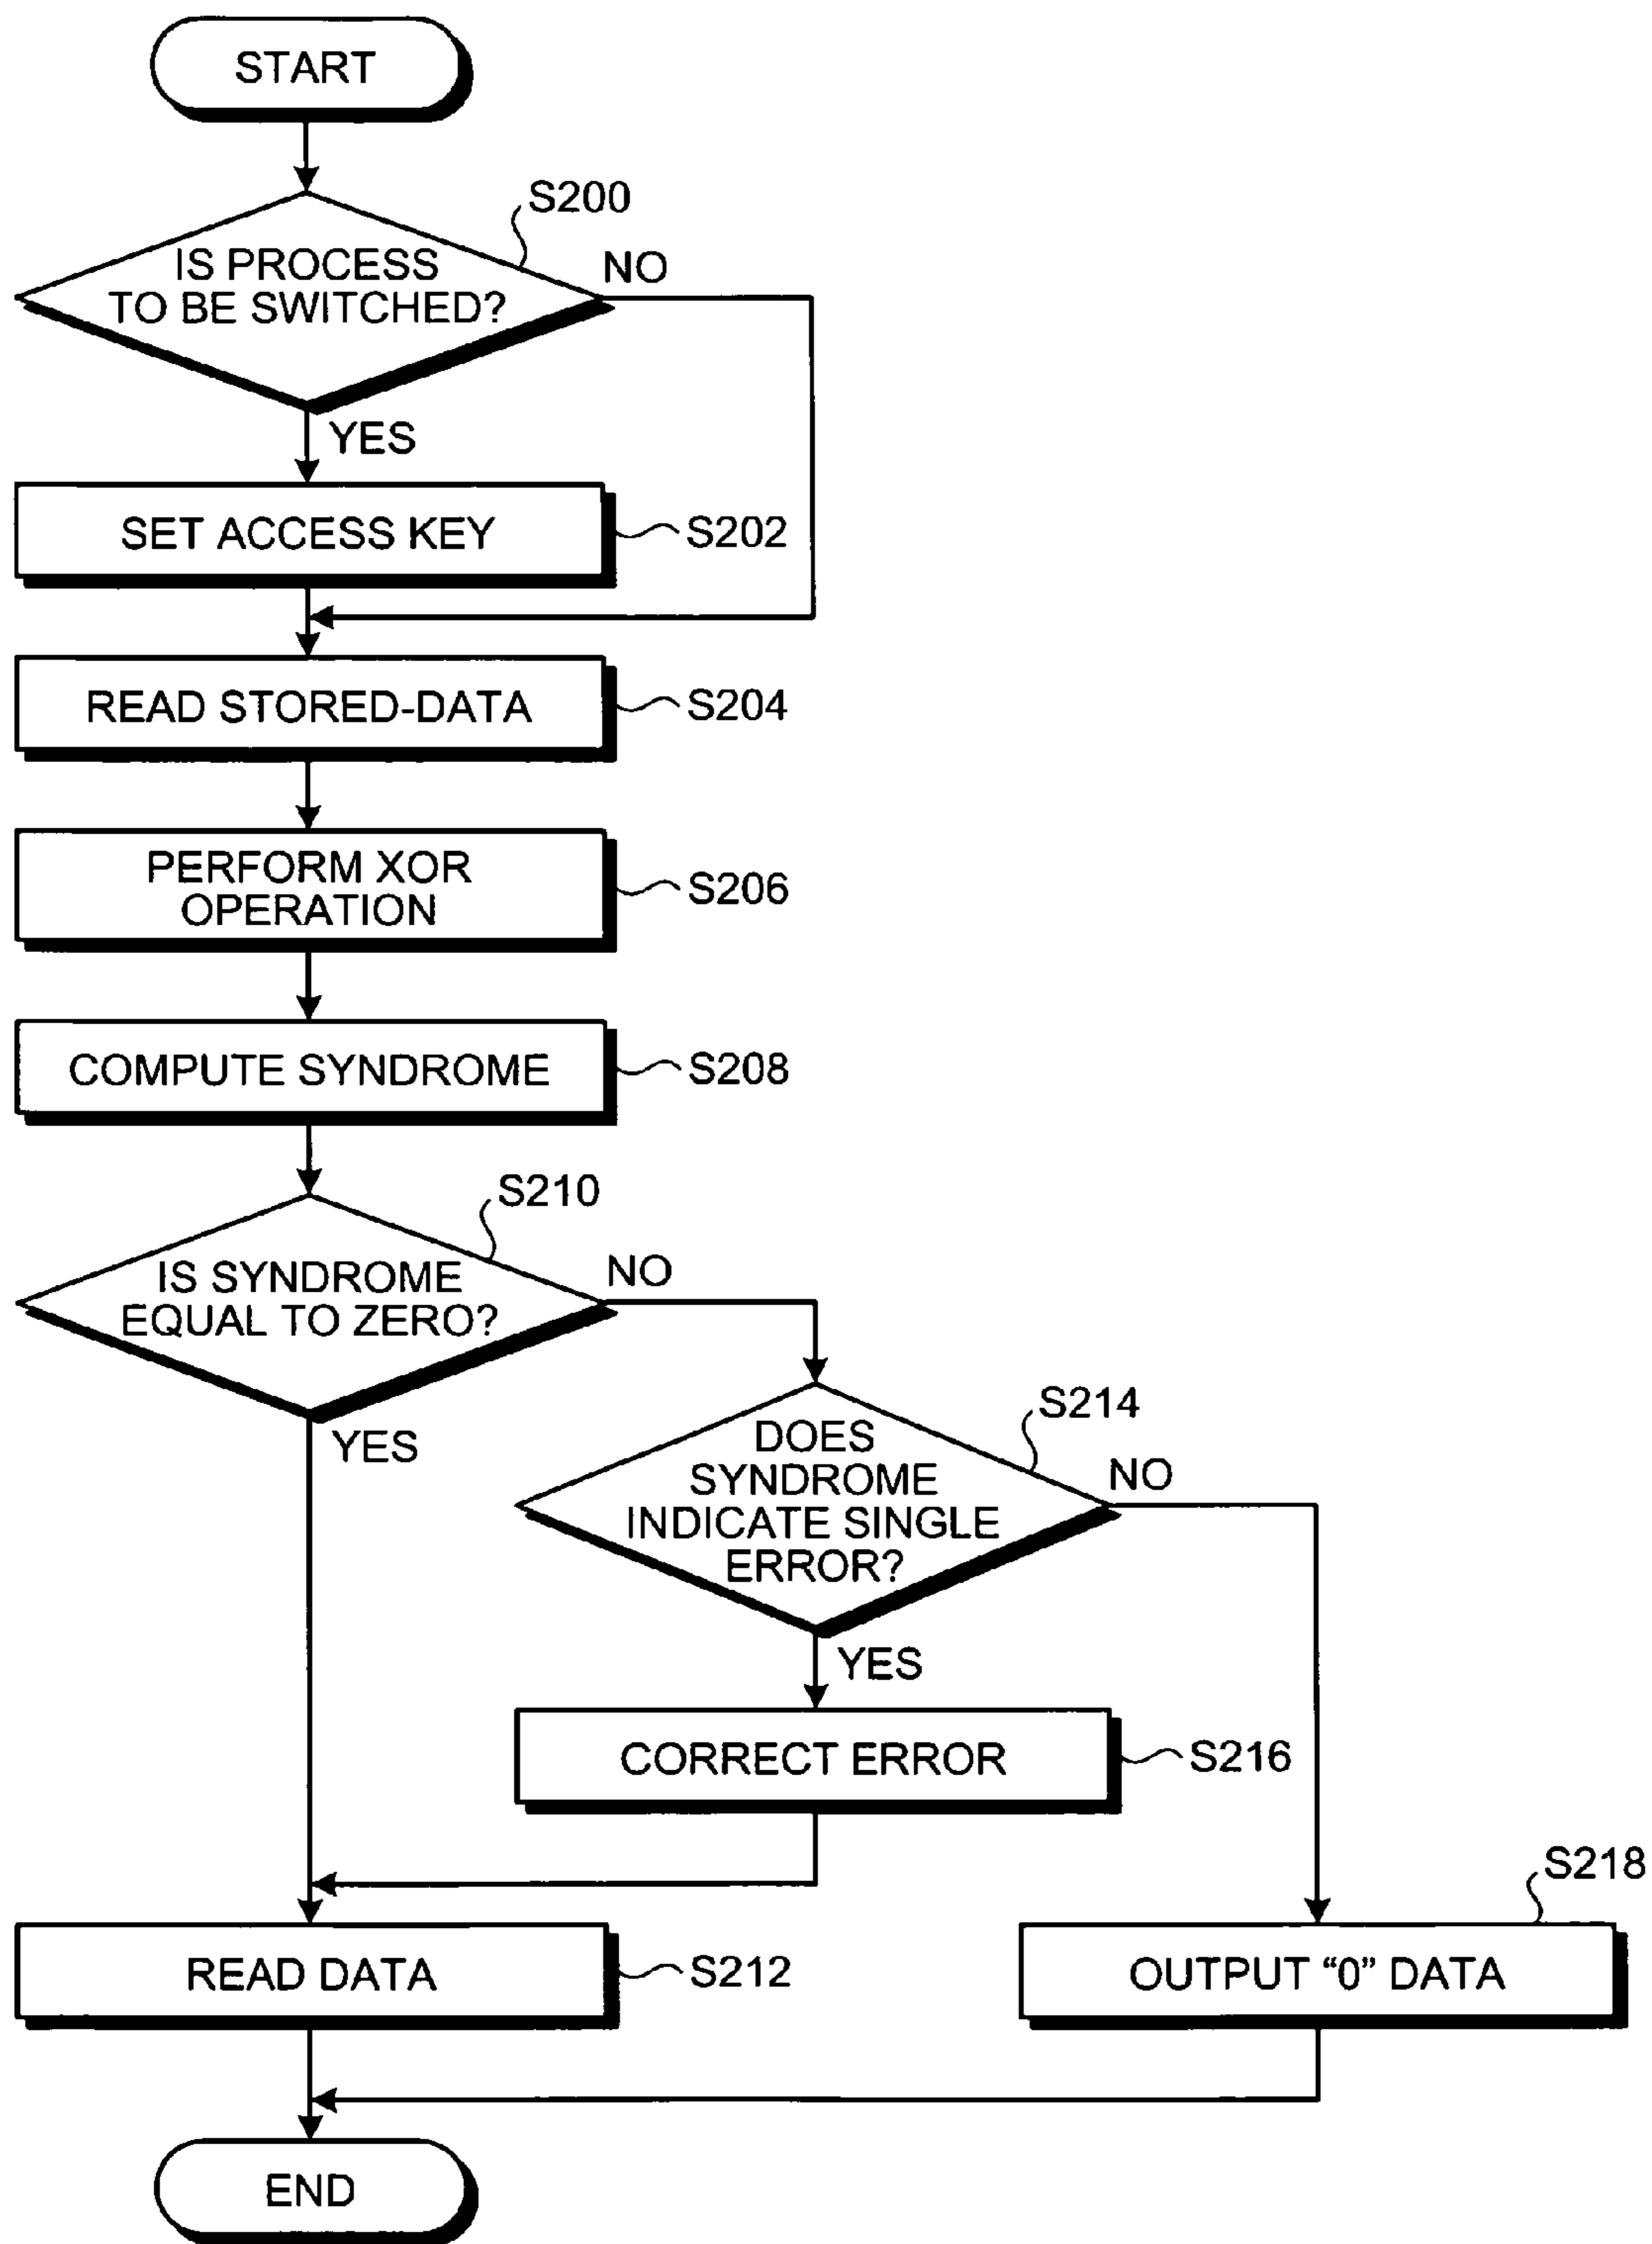 START
S200
IS PROCESS
TO BE SWITCHED?
NO
YES
SET ACCESS KEY
S202
READ STORED-DATA
S204
PERFORM XOR
OPERATION
S206
COMPUTE SYNDROME
S208
S210
IS SYNDROME
EQUAL TO ZERO?
NO
YES
S214
DOES
SYNDROME
INDICATE SINGLE
ERROR?
NO
YES
CORRECT ERROR
S216
S218
READ DATA
S212
OUTPUT “0” DATA
END